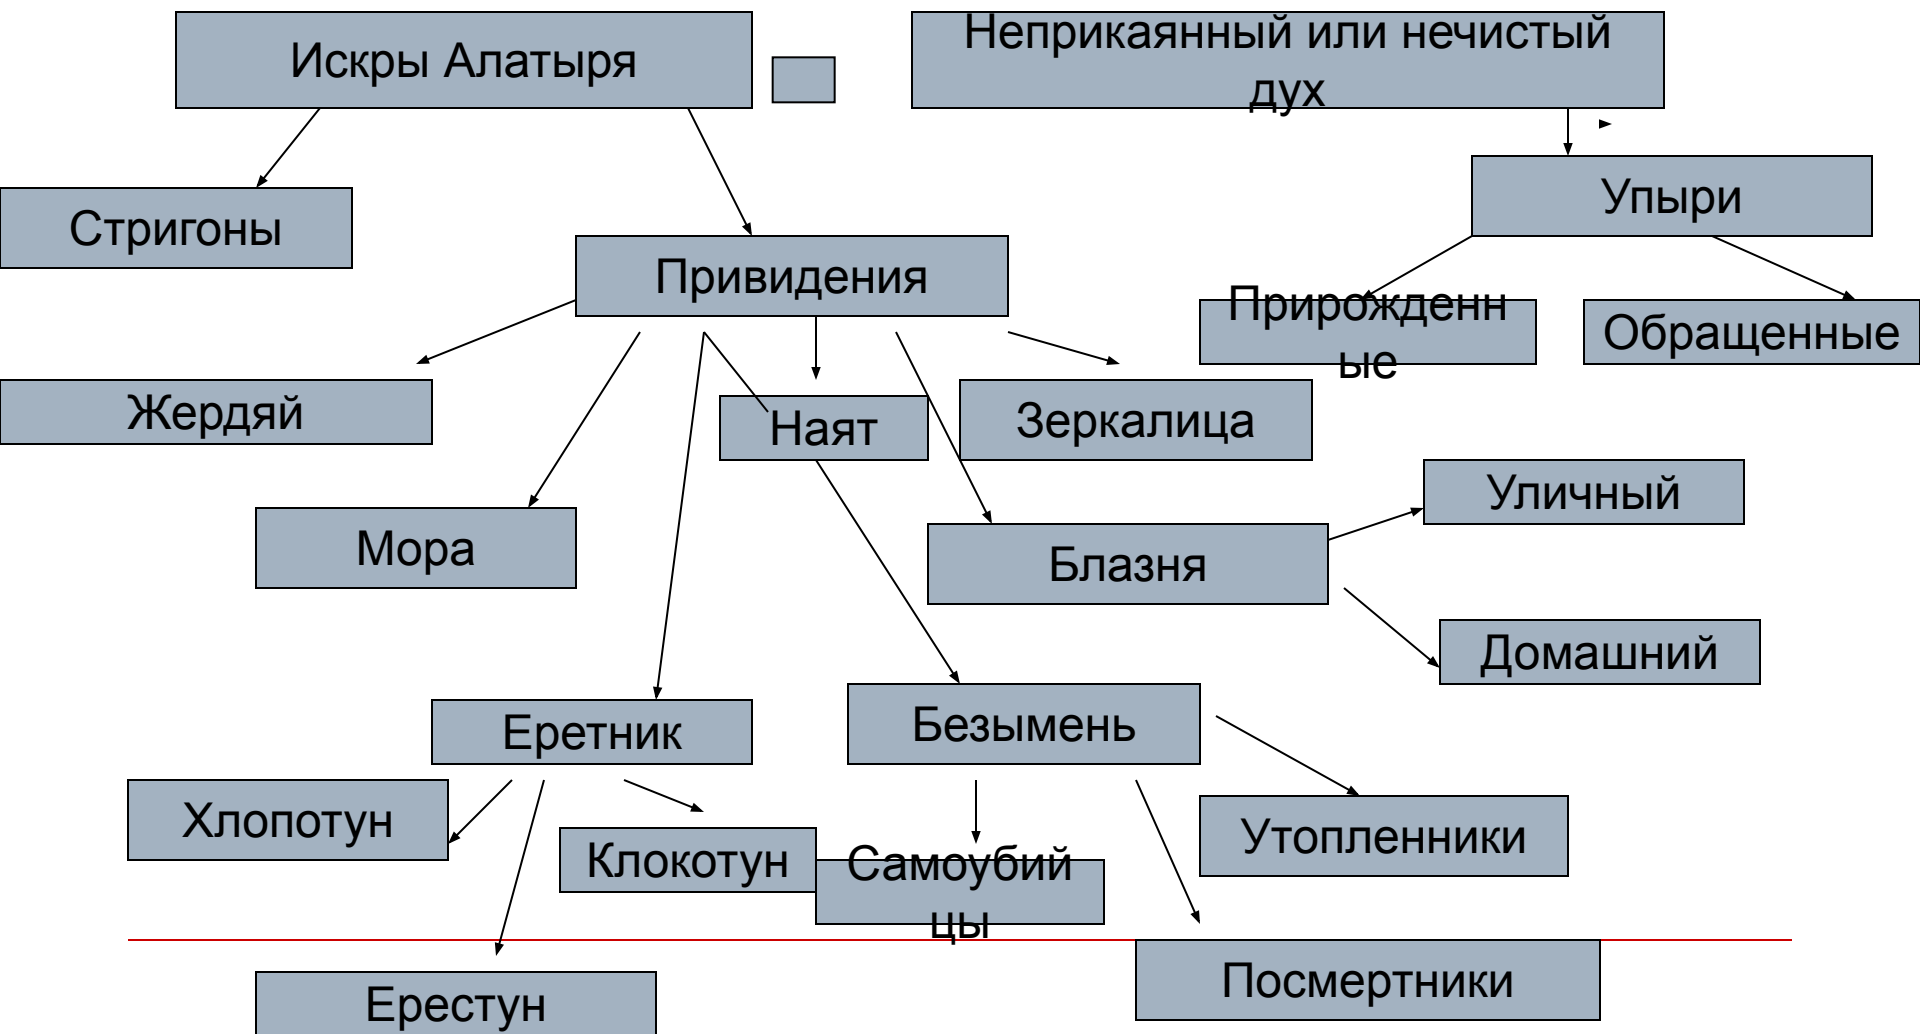 Искры Алатыря
Неприкаянный или нечистый
дух
Стригоны
Упыри
Привидения
Прирожденн
ые
Обращенные
Жердяй
Наят
Зеркалица
Уличный
Мора
Блазня
Домашний
Еретник
Безымень
Хлопотун
Клокотун
Самоубий
цы
Утопленники
Посмертники
Ерестун